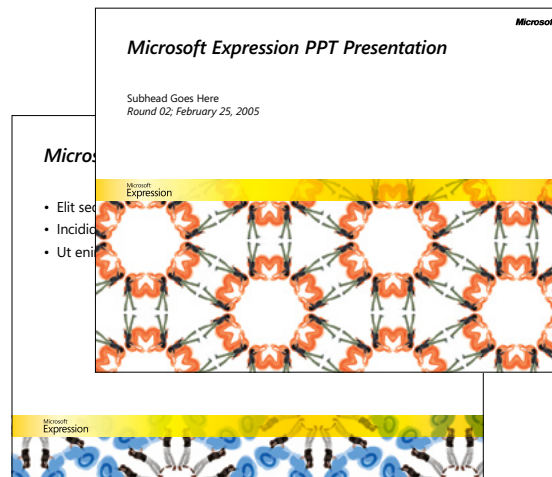 Microsoft
Microsoft Expression PPT Presentation
Subhead Goes Here
Round 02; February 25, 2005
Microsoft
Expression
Micros
• Elit sed
• Incidid
• Ut eni
Microsoft
Expression